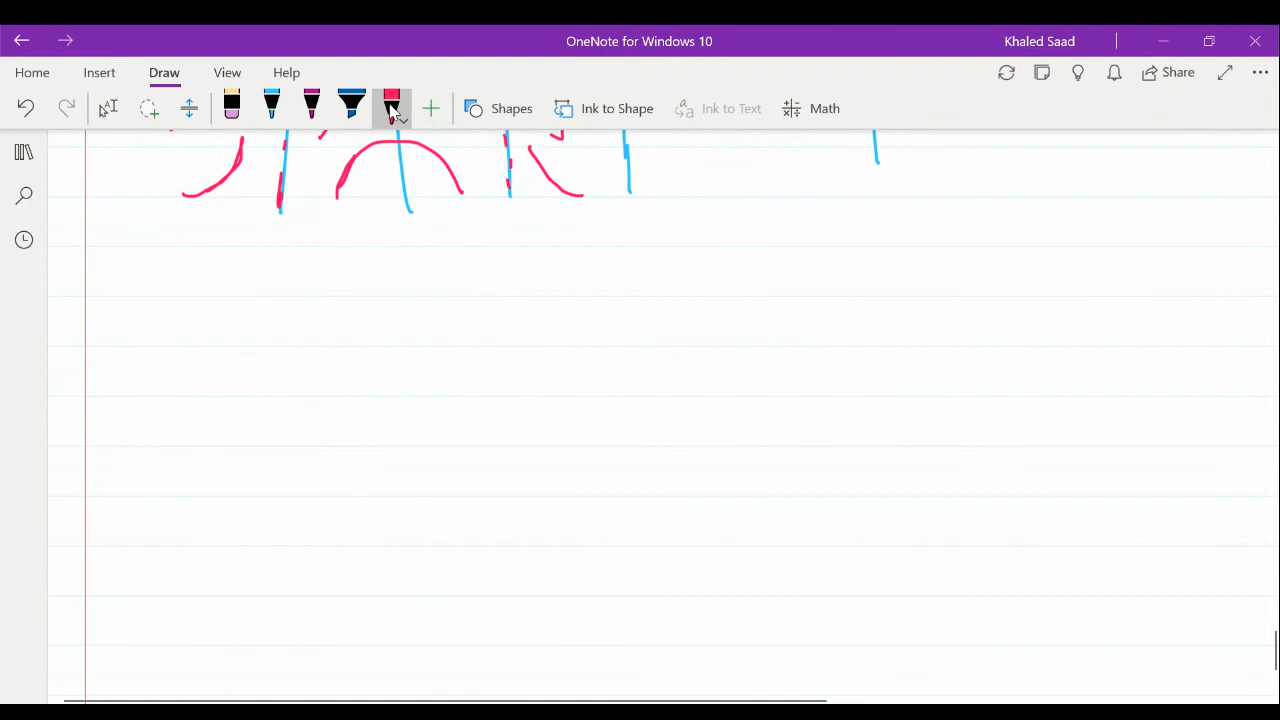 OneNote for Windows 10
Khaled Saad
Home Insert Draw View Help Share
Shapes Ink to Shape Ink to Text Math